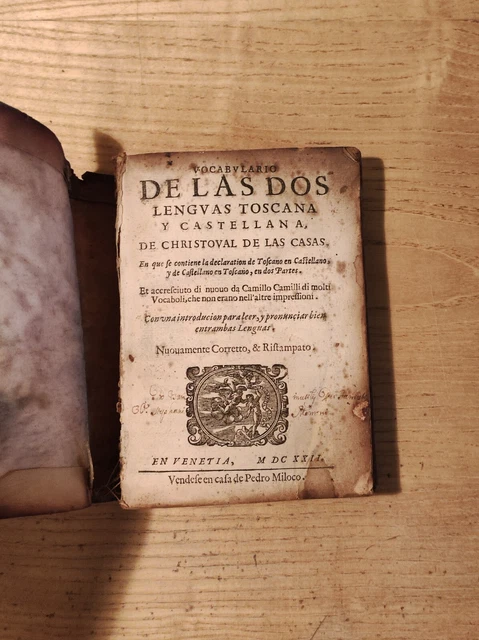 VOCABVLARIO
DE LAS DOS
LENGVAS TOSCANA
Y CASTELLANA,
DE CHRISTOVAL DE LAS CASAS.
En que se contiene la declaration de Toscano en Castellano,
y de Castellano en Toscano, en dos Partes.
Et accresciuto di nuouo da Camillo Camilli di molti
Vocaboli, che non erano nell'altre impressioni.
Con vna introducion para leer, y pronunciar bien
entrambas Lenguas.
Nuouamente Corretto, & Ristampato.
EN VENETIA, M DC XXII.
Vendese en casa de Pedro Miloco.